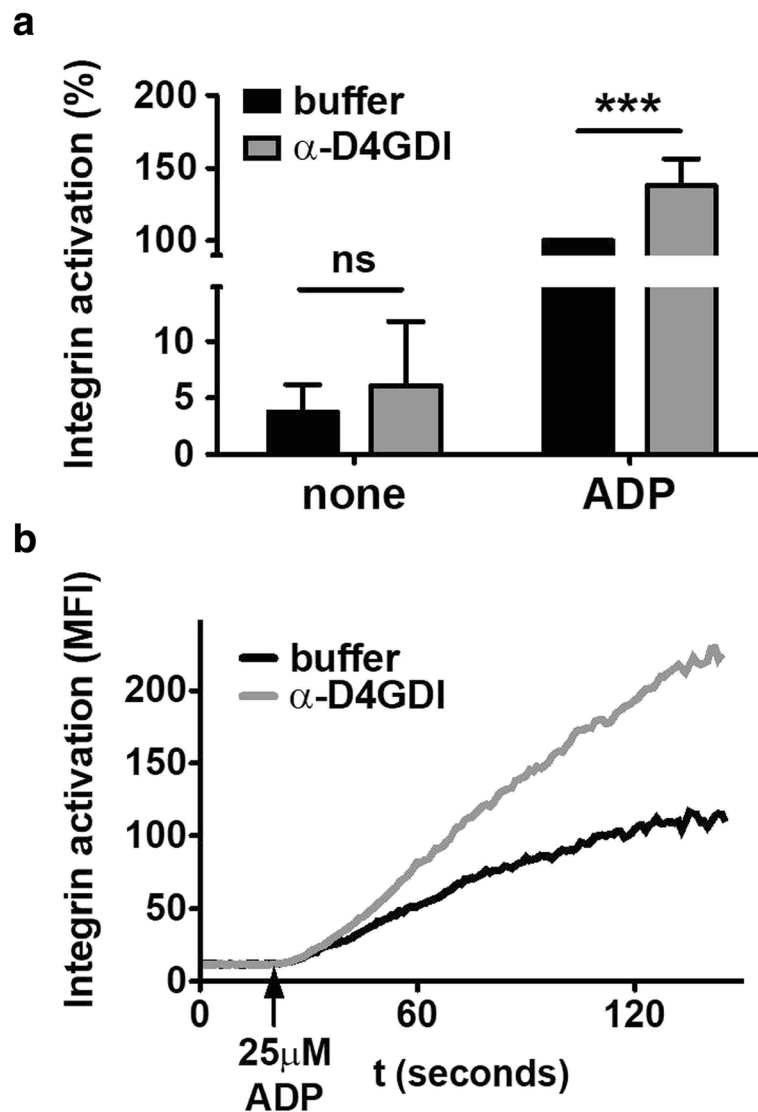 a
Integrin activation (%)
200
150
100
10
5
0
buffer
α-D4GDI
ns
***
none
ADP
b
Integrin activation (MFI)
200
150
100
50
0
buffer
α-D4GDI
0
60
120
25μM
ADP
t (seconds)